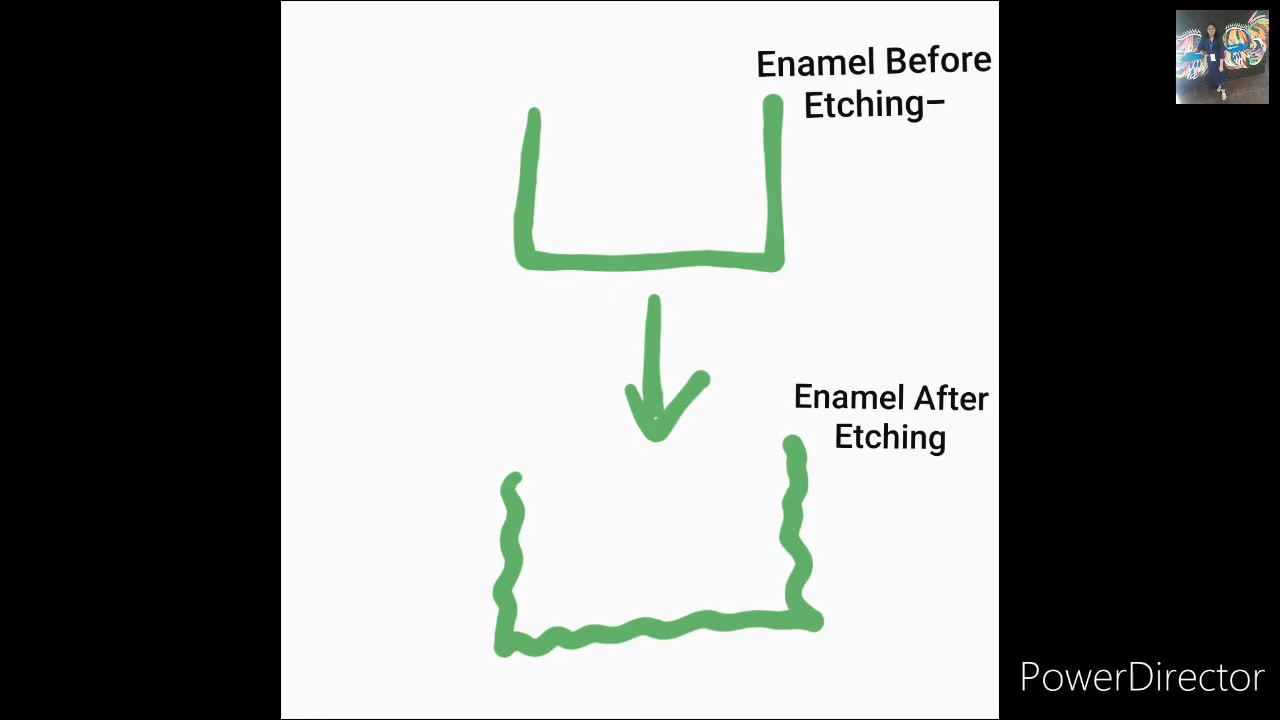 Enamel Before
Etching–
Enamel After
Etching
PowerDirector